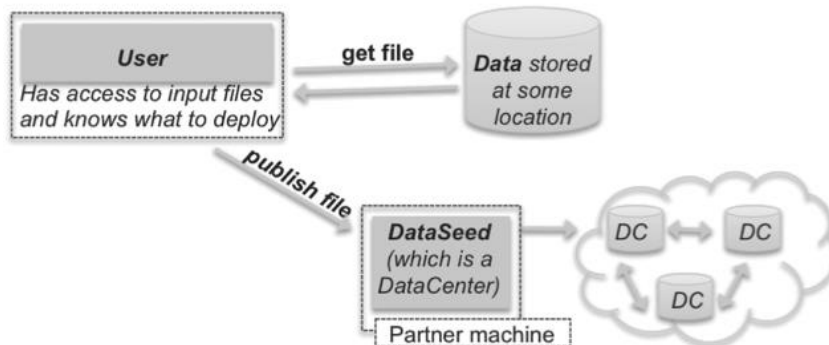 User
Has access to input files
and knows what to deploy
get file
Data stored
at some
location
publish file
DataSeed
(which is a
DataCenter)
Partner machine
DC
DC
DC